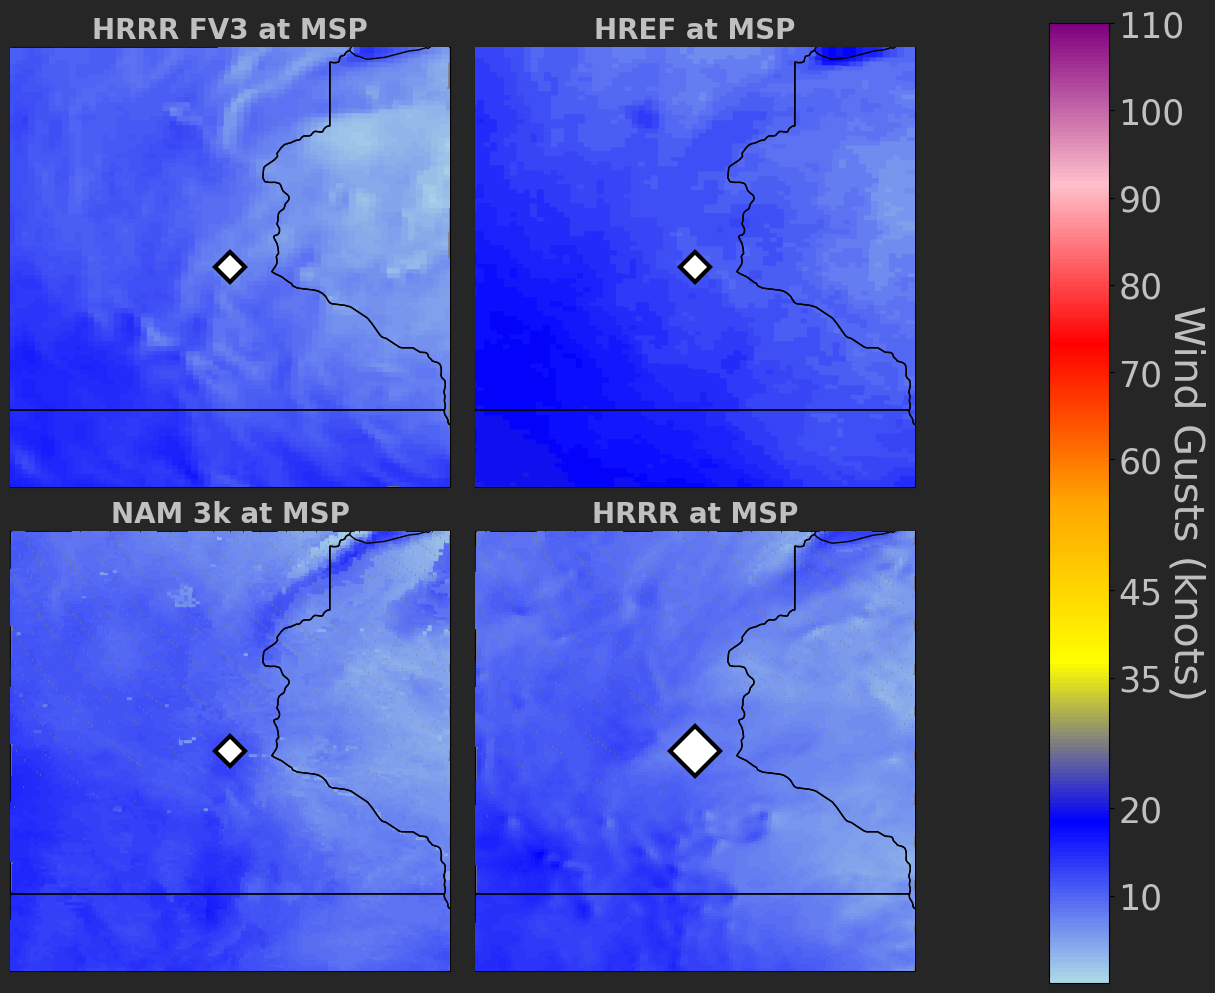 HRRR FV3 at MSP
HREF at MSP
NAM 3k at MSP
HRRR at MSP
110
100
90
80
70
60
45
35
20
10
Wind Gusts (knots)